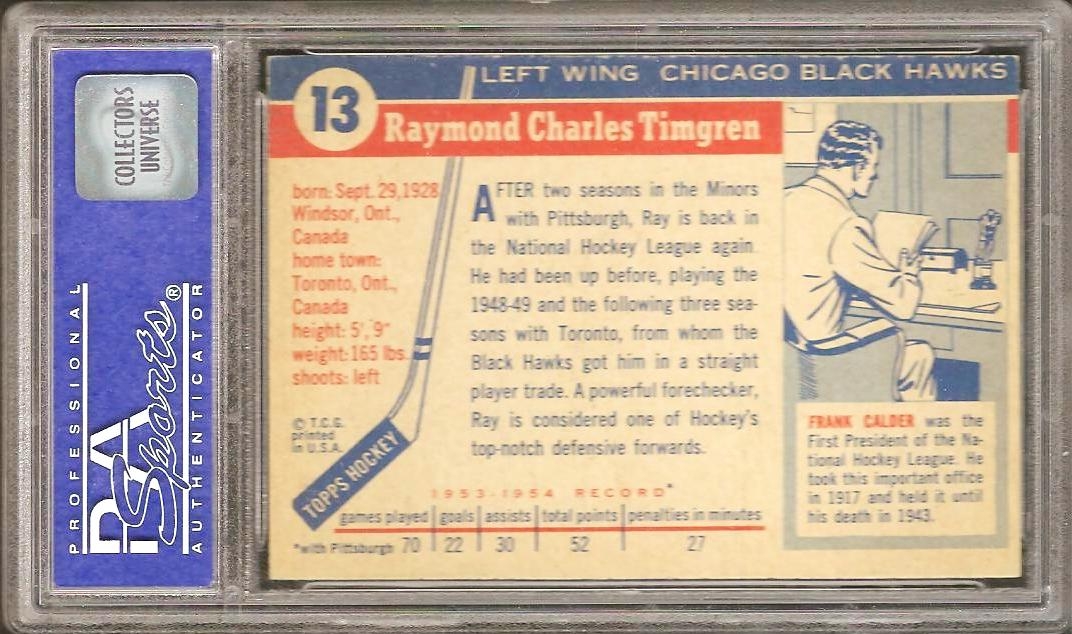 COLLECTORS
UNIVERSE
PROFESSIONAL
PSA
Sports®
AUTHENTICATOR
LEFT WING CHICAGO BLACK HAWKS
13
Raymond Charles Timgren
born: Sept. 29, 1928
Windsor, Ont.,
Canada
home town:
Toronto, Ont.,
Canada
height: 5', 9"
weight: 165 lbs.
shoots: left
© T.C.G.
printed
in U.S.A.
TOPPS HOCKEY
AFTER two seasons in the Minors
with Pittsburgh, Ray is back in
the National Hockey League again.
He had been up before, playing the
1948-49 and the following three sea-
sons with Toronto, from whom the
Black Hawks got him in a straight
player trade. A powerful forechecker,
Ray is considered one of Hockey's
top-notch defensive forwards.
FRANK CALDER was the
First President of the Na-
tional Hockey League. He
took this important office
in 1917 and held it until
his death in 1943.
1953-1954 RECORD*
games played goals assists total points penalties in minutes
*with Pittsburgh 70 22 30 52 27